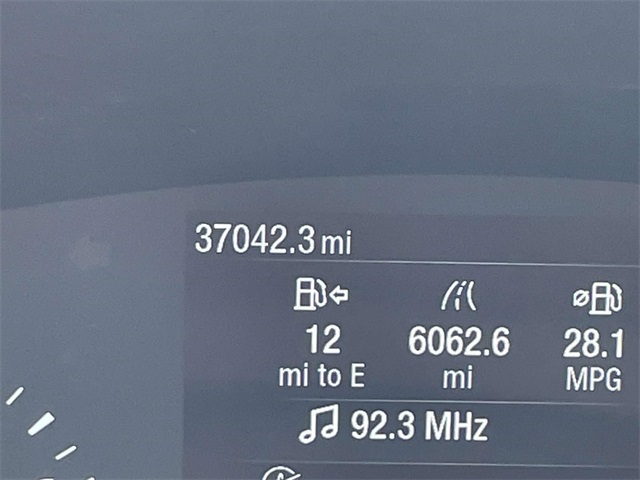 37042.3 mi
12 6062.6 28.1
mi to E mi MPG
92.3 MHz